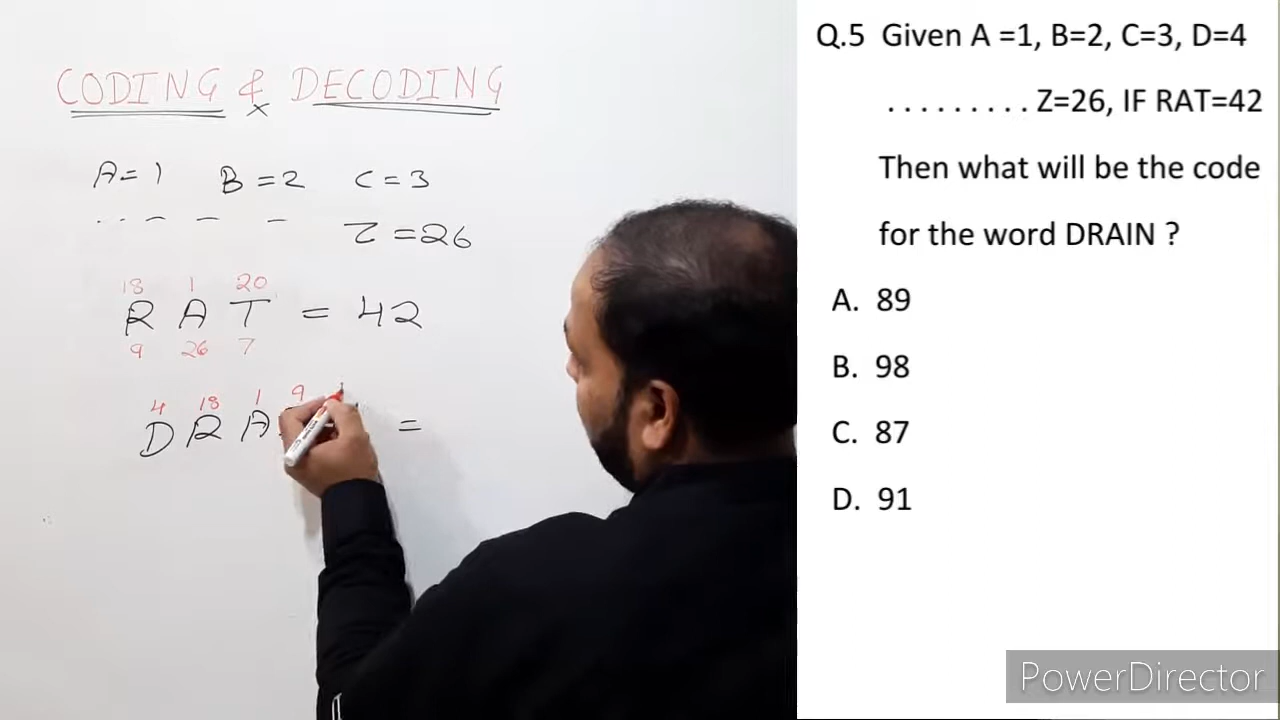 CODING & DECODING
A=1 B=2 C=3
Z=26
18 1 20
R A T = 42
9 26 7
4 18 1 9
D R A =
Q.5 Given A =1, B=2, C=3, D=4
. . . . . . . . . Z=26, IF RAT=42
Then what will be the code
for the word DRAIN ?
A. 89
B. 98
C. 87
D. 91
PowerDirector